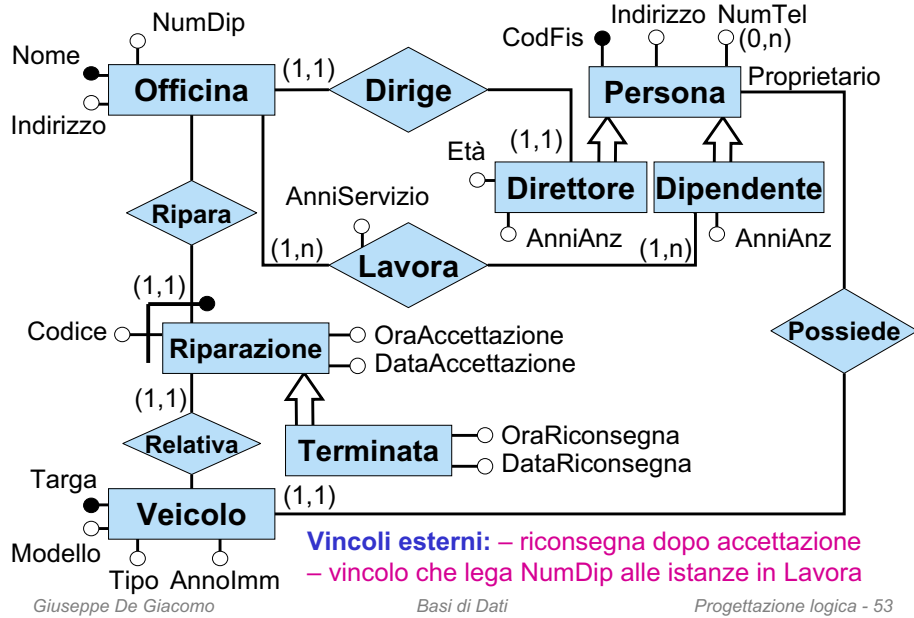 NumDip
Indirizzo NumTel
Nome
CodFis
(0,n)
(1,1)
Officina
Dirige
Persona
Proprietario
Indirizzo
Età
(1,1)
Direttore
Dipendente
AnniServizio
Ripara
AnniAnz
AnniAnz
(1,n)
Lavora
(1,n)
(1,1)
Codice
Riparazione
OraAccettazione
DataAccettazione
Possiede
(1,1)
Relativa
Terminata
OraRiconsegna
DataRiconsegna
Targa
Veicolo
(1,1)
Modello
Tipo AnnoImm
Vincoli esterni: – riconsegna dopo accettazione
– vincolo che lega NumDip alle istanze in Lavora
Giuseppe De Giacomo Basi di Dati Progettazione logica - 53